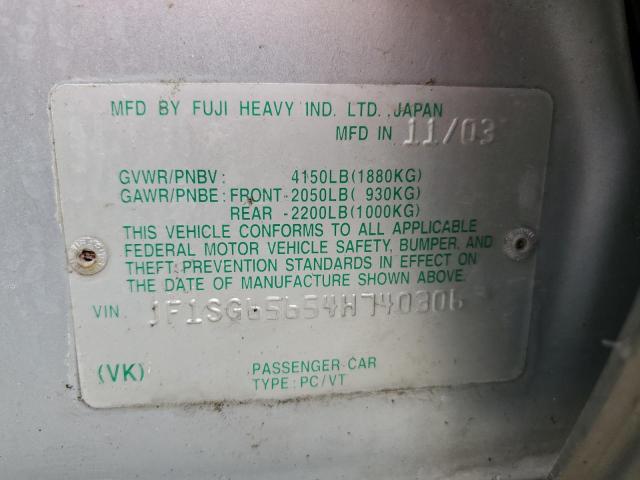 MFD BY FUJI HEAVY IND. LTD. JAPAN
MFD IN 11/03
GVWR/PNBV: 4150LB(1880KG)
GAWR/PNBE: FRONT-2050LB( 930KG)
REAR -2200LB(1000KG)
THIS VEHICLE CONFORMS TO ALL APPLICABLE
FEDERAL MOTOR VEHICLE SAFETY, BUMPER, AND
THEFT PREVENTION STANDARDS IN EFFECT ON
THE DATE OF MANUFACTURE SHOWN ABOVE.
VIN JF1SG65654H740306
(VK) PASSENGER CAR
TYPE: PC/VT